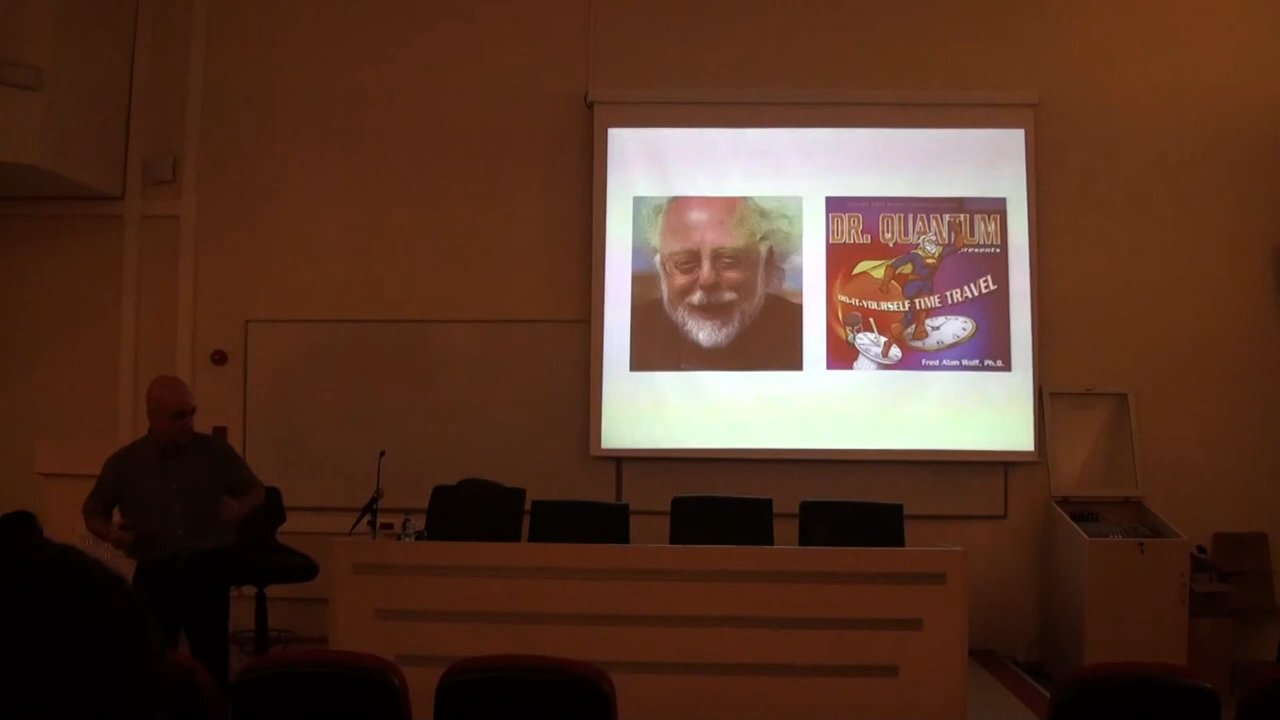 DR. QUANTUM
presents
DO-IT-YOURSELF TIME TRAVEL
Fred Alan Wolf, Ph.D.